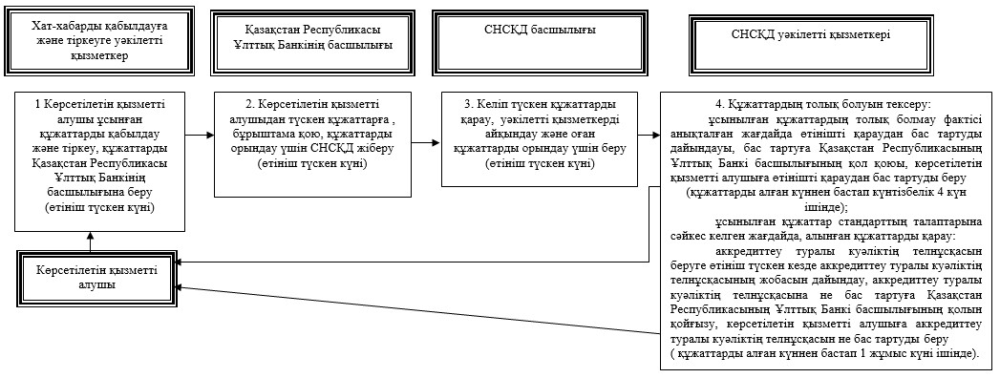 Хат-хабарды қабылдауға
және тіркеуге уәкілетті
қызметкер
Қазақстан Республикасы
Ұлттық Банкінің басшылығы
СНСҚД басшылығы
СНСҚД уәкілетті қызметкері
1 Көрсетілетін қызметті
алушы ұсынған
құжаттарды қабылдау
және тіркеу, құжаттарды
Қазақстан Республикасы
Ұлттық Банкінің
басшылығына беру
(өтініш түскен күні)
2. Көрсетілетін қызметті
алушыдан түскен құжаттарға ,
бұрыштама қою, құжаттарды
орындау үшін СНСҚД жіберу
(өтініш түскен күні)
3. Келіп түскен құжаттарды
қарау, уәкілетті қызметкерді
айқындау және оған
құжаттарды орындау үшін беру
(өтініш түскен күні)
4. Құжаттардың толық болуын тексеру:
ұсынылған құжаттардың толық болмау фактісі
анықталған жағдайда өтінішті қараудан бас тартуды
дайындауы, бас тартуға Қазақстан Республикасының
Ұлттық Банкі басшылығының қол қоюы, көрсетілетін
қызметті алушыға өтінішті қараудан бас тартуды беру
(құжаттарды алған күннен бастап күнтізбелік 4 күн
ішінде);
ұсынылған құжаттар стандарттың талаптарына
сәйкес келген жағдайда, алынған құжаттарды қарау:
аккредиттеу туралы куәліктің телнұсқасын
беруге өтініш түскен кезде аккредиттеу туралы куәліктің
телнұсқасының жобасын дайындау, аккредиттеу туралы
куәліктің телнұсқасына не бас тартуға Қазақстан
Республикасының Ұлттық Банкі басшылығының қолын
қойғызу, көрсетілетін қызметті алушыға аккредиттеу
туралы куәліктің телнұсқасын не бас тартуды беру
( құжаттарды алған күннен бастап 1 жұмыс күні ішінде).
Көрсетілетін қызметті
алушы